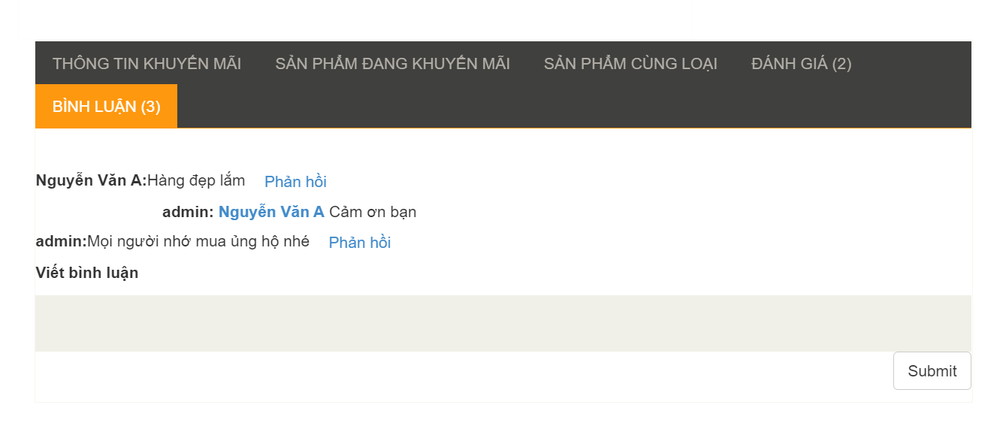 THÔNG TIN KHUYẾN MÃI SẢN PHẨM ĐANG KHUYẾN MÃI SẢN PHẨM CÙNG LOẠI ĐÁNH GIÁ (2)
BÌNH LUẬN (3)
Nguyễn Văn A:Hàng đẹp lắm Phản hồi
admin: Nguyễn Văn A Cảm ơn bạn
admin:Mọi người nhớ mua ủng hộ nhé Phản hồi
Viết bình luận
Submit